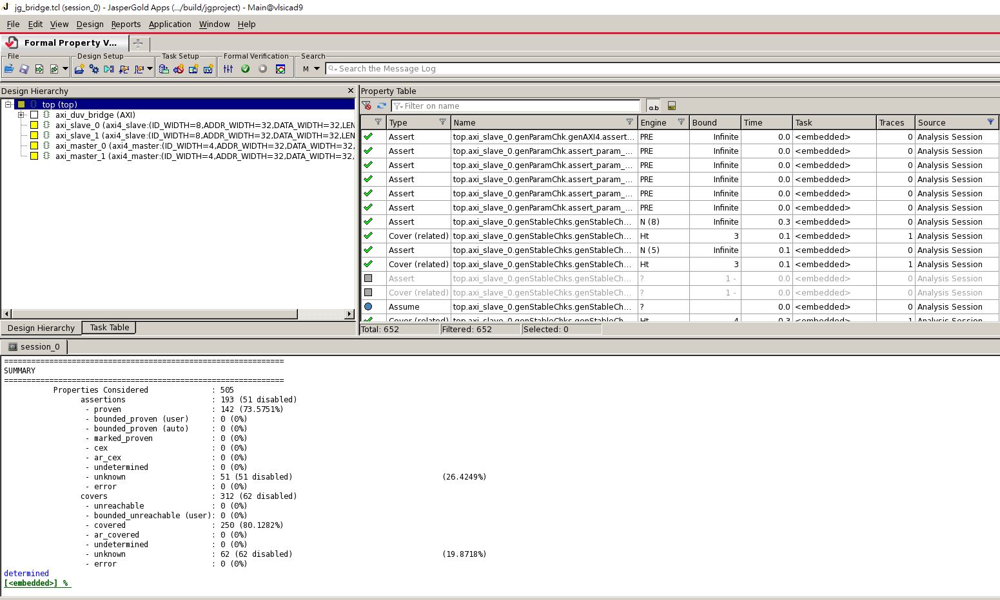 jg_bridge.tcl (session_0) - JasperGold Apps (.../build/jgproject) - Main@vlsicad9
File Edit View Design Reports Application Window Help
Formal Property V...
File Design Setup Task Setup Formal Verification Search
M Search the Message Log
Design Hierarchy
top (top)
axi_duv_bridge (AXI)
axi_slave_0 (axi4_slave:(ID_WIDTH=8,ADDR_WIDTH=32,DATA_WIDTH=32,LEN
axi_slave_1 (axi4_slave:(ID_WIDTH=8,ADDR_WIDTH=32,DATA_WIDTH=32,LEN
axi_master_0 (axi4_master:(ID_WIDTH=4,ADDR_WIDTH=32,DATA_WIDTH=32,
axi_master_1 (axi4_master:(ID_WIDTH=4,ADDR_WIDTH=32,DATA_WIDTH=32,
Design Hierarchy Task Table
Property Table
Filter on name a.b
Type Name Engine Bound Time Task Traces Source
Assert top.axi_slave_0.genParamChk.genAXI4.assert... PRE Infinite 0.0 <embedded> 0 Analysis Session
Assert top.axi_slave_0.genParamChk.assert_param_... PRE Infinite 0.0 <embedded> 0 Analysis Session
Assert top.axi_slave_0.genParamChk.assert_param_... PRE Infinite 0.0 <embedded> 0 Analysis Session
Assert top.axi_slave_0.genParamChk.assert_param_... PRE Infinite 0.0 <embedded> 0 Analysis Session
Assert top.axi_slave_0.genParamChk.assert_param_... PRE Infinite 0.0 <embedded> 0 Analysis Session
Assert top.axi_slave_0.genParamChk.assert_param_... PRE Infinite 0.0 <embedded> 0 Analysis Session
Assert top.axi_slave_0.genStableChks.genStableCh... N (8) Infinite 0.3 <embedded> 0 Analysis Session
Cover (related) top.axi_slave_0.genStableChks.genStableCh... Ht 3 0.1 <embedded> 1 Analysis Session
Assert top.axi_slave_0.genStableChks.genStableCh... N (5) Infinite 0.1 <embedded> 0 Analysis Session
Cover (related) top.axi_slave_0.genStableChks.genStableCh... Ht 3 0.1 <embedded> 1 Analysis Session
Assert top.axi_slave_0.genStableChks.genStableCh... ? 1 - 0.0 <embedded> 0 Analysis Session
Cover (related) top.axi_slave_0.genStableChks.genStableCh... ? 1 - 0.0 <embedded> 0 Analysis Session
Assume top.axi_slave_0.genStableChks.genStableCh... ? 0.0 <embedded> 0 Analysis Session
Cover (related) top.axi_slave_0.genStableChks.genStableCh... Ht 4 0.3 <embedded> 1 Analysis Session
Total: 652 Filtered: 652 Selected: 0
session_0
==============================================================
SUMMARY
==============================================================
Properties Considered : 505
assertions : 193 (51 disabled)
- proven : 142 (73.5751%)
- bounded_proven (user) : 0 (0%)
- bounded_proven (auto) : 0 (0%)
- marked_proven : 0 (0%)
- cex : 0 (0%)
- ar_cex : 0 (0%)
- undetermined : 0 (0%)
- unknown : 51 (51 disabled) (26.4249%)
- error : 0 (0%)
covers : 312 (62 disabled)
- unreachable : 0 (0%)
- bounded_unreachable (user): 0 (0%)
- covered : 250 (80.1282%)
- ar_covered : 0 (0%)
- undetermined : 0 (0%)
- unknown : 62 (62 disabled) (19.8718%)
- error : 0 (0%)
determined
[<embedded>] %